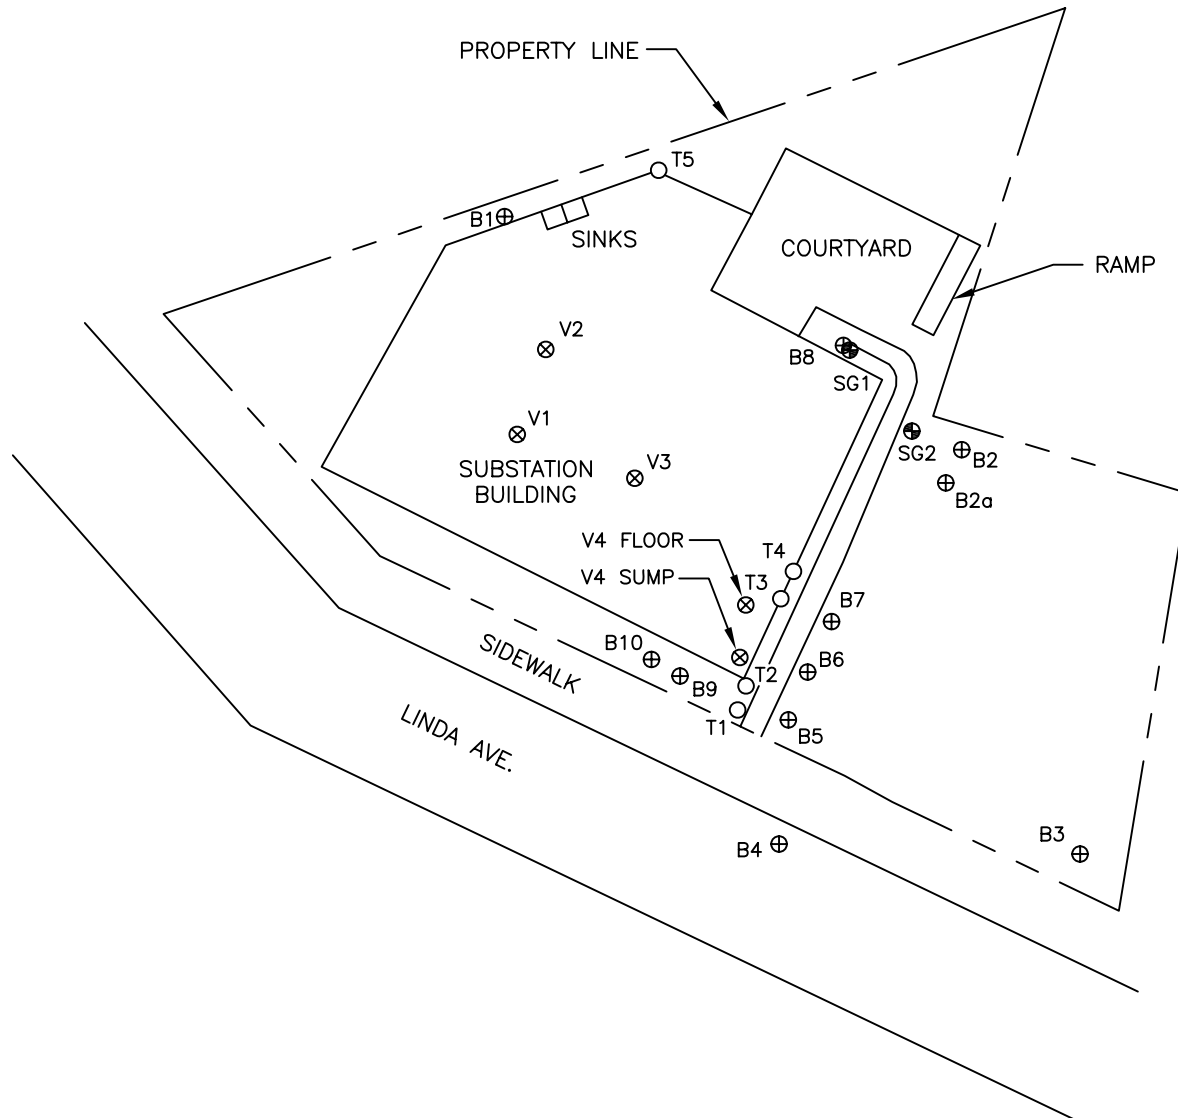 PROPERTY LINE
T5
B1
SINKS
COURTYARD
RAMP
V2
B8
SG1
V1
SG2
B2
SUBSTATION
BUILDING
V3
B2a
V4 FLOOR
T4
V4 SUMP
T3
B7
B10
B6
T2
B9
SIDEWALK
T1
B5
LINDA AVE.
B4
B3